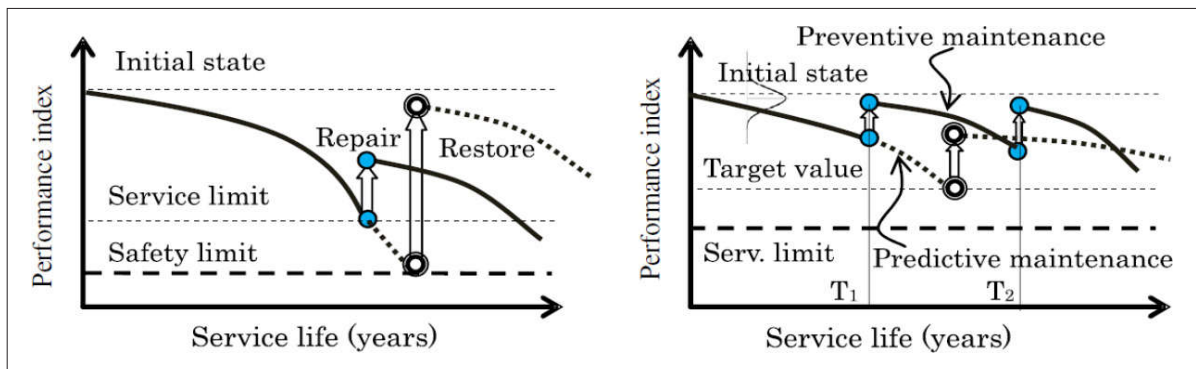 Performance index
Initial state
Repair
Restore
Service limit
Safety limit
Service life (years)
Performance index
Preventive maintenance
Initial state
Target value
Serv. limit
Predictive maintenance
T1
T2
Service life (years)